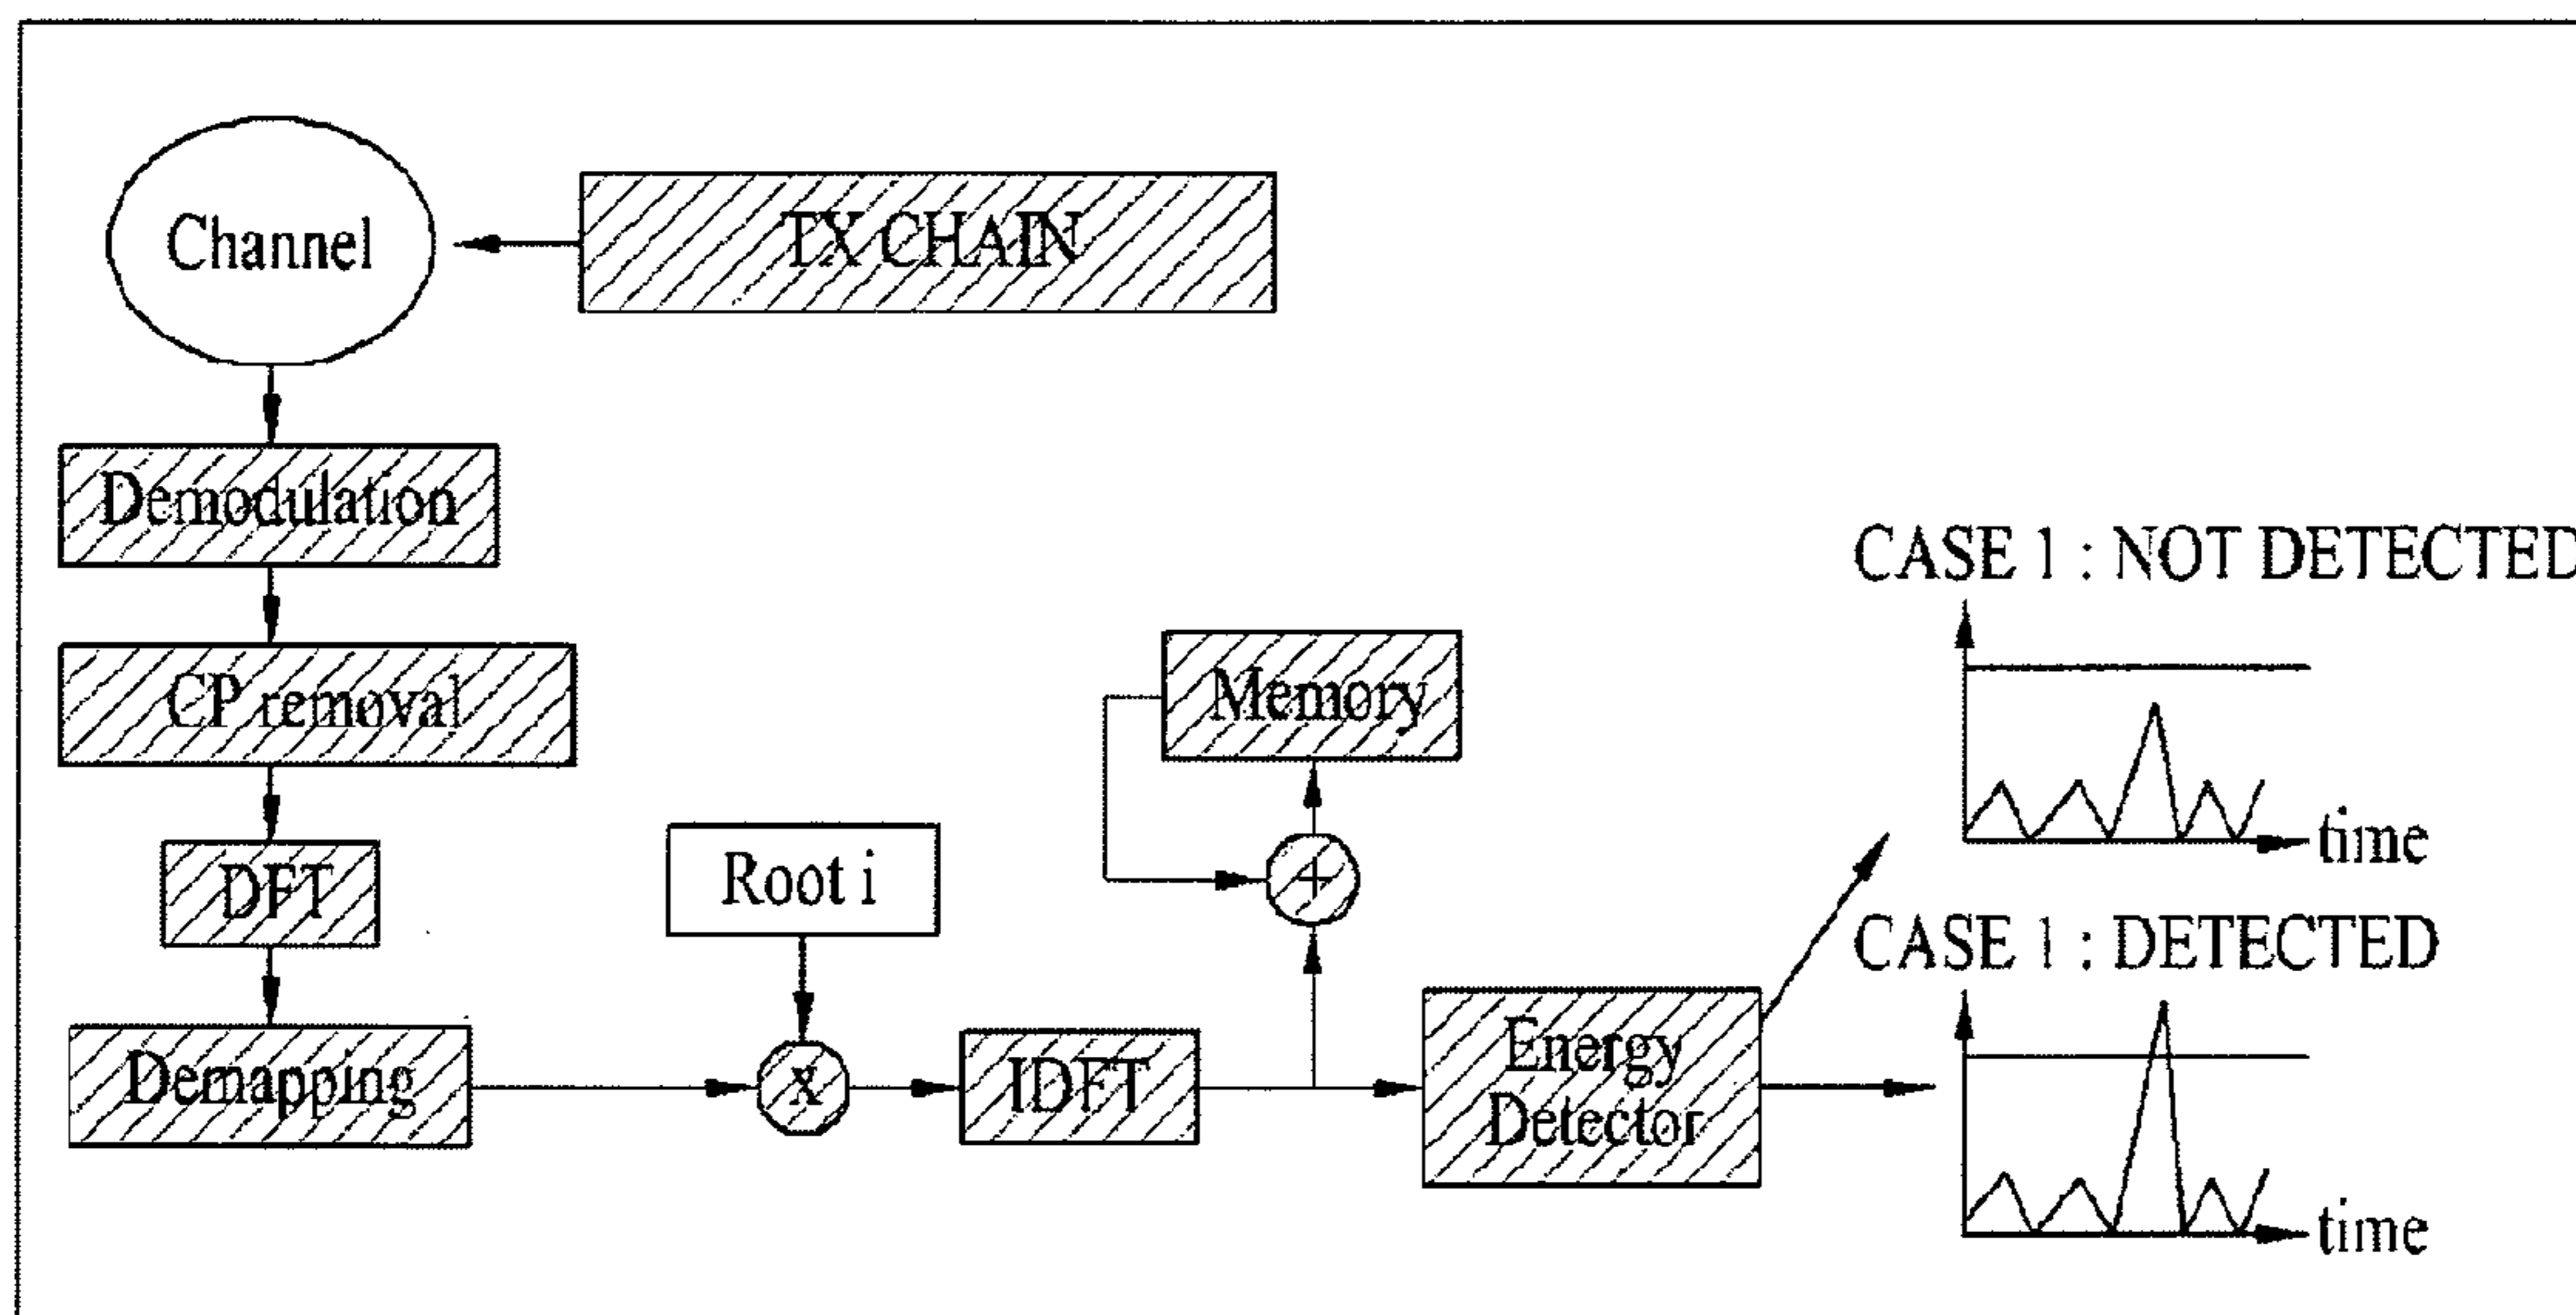 Channel
TX CHAIN
Demodulation
CP removal
DFT
Demapping
Root i
x
IDFT
Memory
+
Energy
Detector
CASE 1 : NOT DETECTED
time
CASE 1 : DETECTED
time